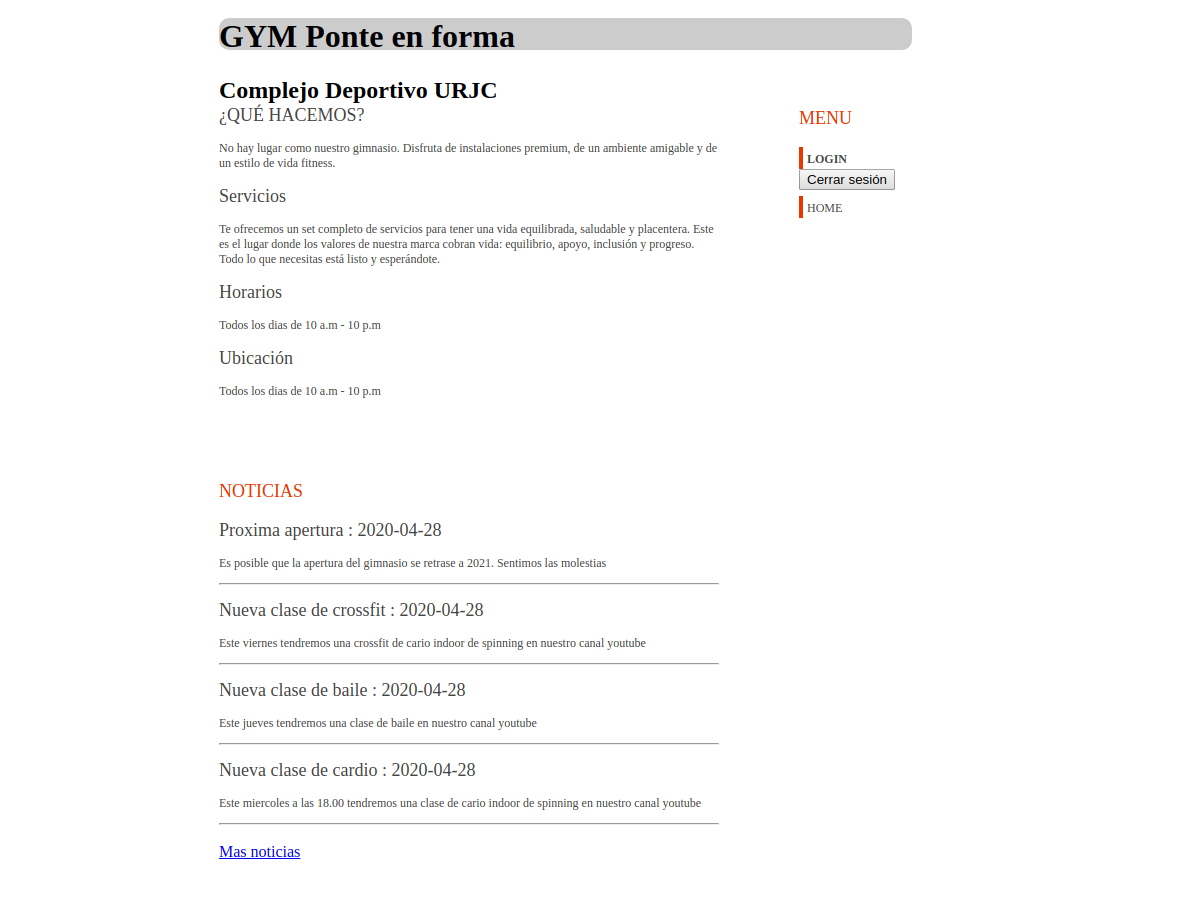 GYM Ponte en forma
Complejo Deportivo URJC
¿QUÉ HACEMOS?
No hay lugar como nuestro gimnasio. Disfruta de instalaciones premium, de un ambiente amigable y de
un estilo de vida fitness.
Servicios
Te ofrecemos un set completo de servicios para tener una vida equilibrada, saludable y placentera. Este
es el lugar donde los valores de nuestra marca cobran vida: equilibrio, apoyo, inclusión y progreso.
Todo lo que necesitas está listo y esperándote.
Horarios
Todos los dias de 10 a.m - 10 p.m
Ubicación
Todos los dias de 10 a.m - 10 p.m
MENU
LOGIN
Cerrar sesión
HOME
NOTICIAS
Proxima apertura : 2020-04-28
Es posible que la apertura del gimnasio se retrase a 2021. Sentimos las molestias
Nueva clase de crossfit : 2020-04-28
Este viernes tendremos una crossfit de cario indoor de spinning en nuestro canal youtube
Nueva clase de baile : 2020-04-28
Este jueves tendremos una clase de baile en nuestro canal youtube
Nueva clase de cardio : 2020-04-28
Este miercoles a las 18.00 tendremos una clase de cario indoor de spinning en nuestro canal youtube
Mas noticias